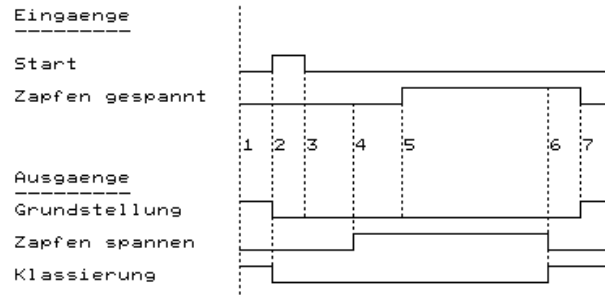 Eingaenge
Start
Zapfen gespannt
1 2 3 4 5 6 7
Ausgaenge
Grundstellung
Zapfen spannen
Klassierung